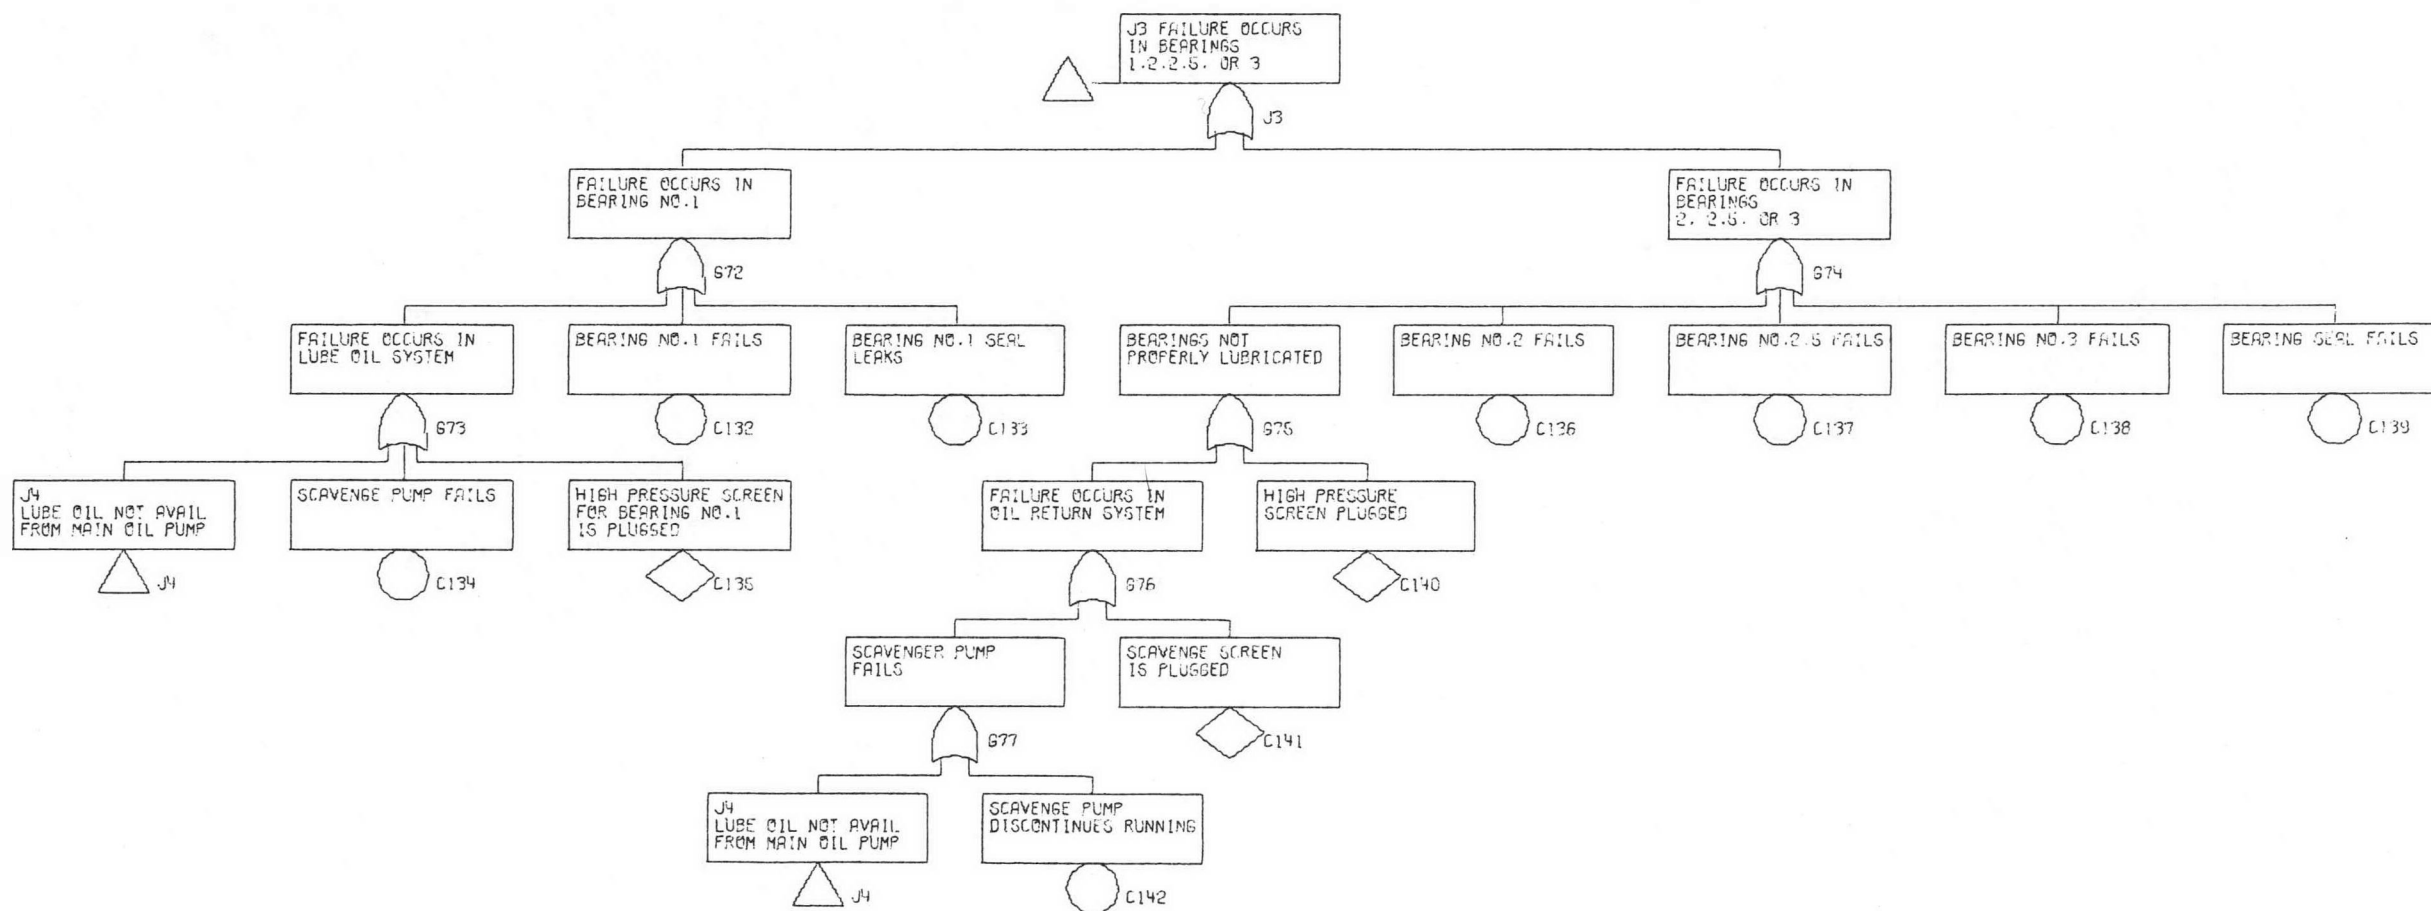 J3 FAILURE OCCURS
IN BEARINGS
1.2.2.5. OR 3
J3
FAILURE OCCURS IN
BEARING NO.1
FAILURE OCCURS IN
BEARINGS
2. 2.5. OR 3
G72
G74
FAILURE OCCURS IN
LUBE OIL SYSTEM
BEARING NO.1 FAILS
BEARING NO.1 SEAL
LEAKS
BEARINGS NOT
PROPERLY LUBRICATED
BEARING NO.2 FAILS
BEARING NO.2.5 FAILS
BEARING NO.3 FAILS
BEARING SEAL FAILS
G73
C132
C133
G75
C136
C137
C138
C139
J4
LUBE OIL NOT AVAIL
FROM MAIN OIL PUMP
SCAVENGE PUMP FAILS
HIGH PRESSURE SCREEN
FOR BEARING NO.1
IS PLUGGED
FAILURE OCCURS IN
OIL RETURN SYSTEM
HIGH PRESSURE
SCREEN PLUGGED
J4
C134
C135
G76
C140
SCAVENGER PUMP
FAILS
SCAVENGE SCREEN
IS PLUGGED
G77
C141
J4
LUBE OIL NOT AVAIL
FROM MAIN OIL PUMP
SCAVENGE PUMP
DISCONTINUES RUNNING
J4
C142